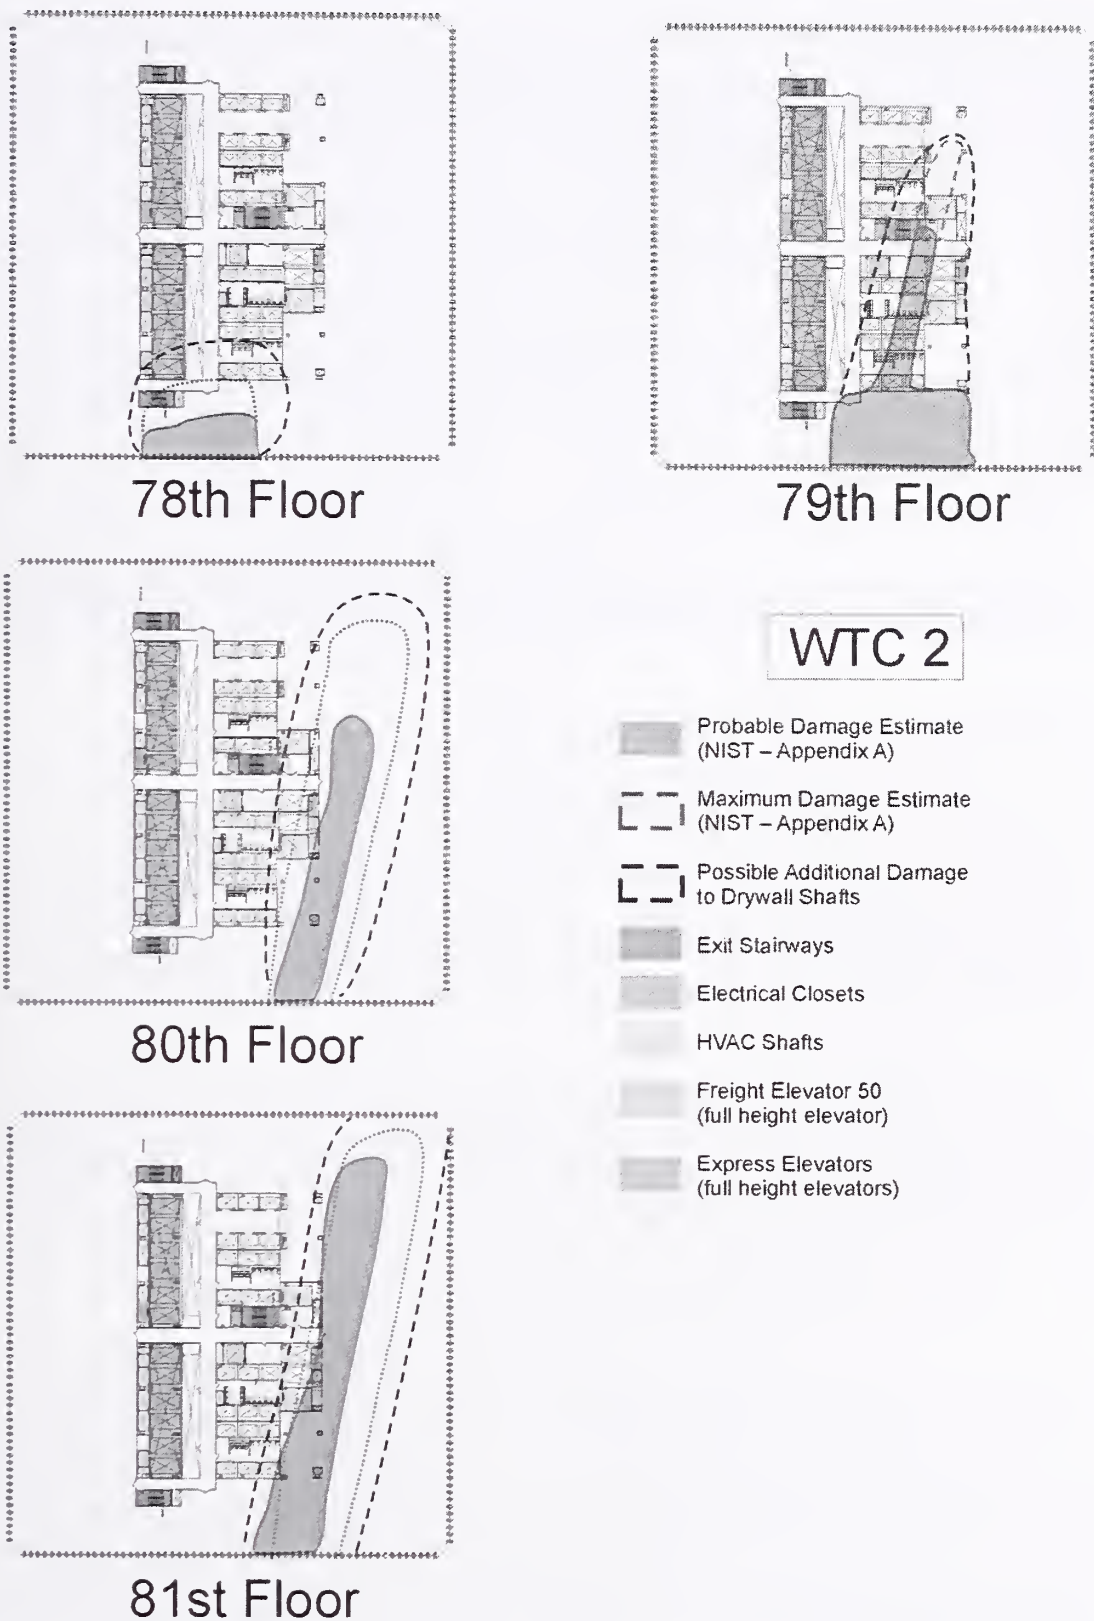 78th Floor
79th Floor
80th Floor
WTC 2
Probable Damage Estimate
(NIST – Appendix A)
Maximum Damage Estimate
(NIST – Appendix A)
Possible Additional Damage
to Drywall Shafts
Exit Stairways
Electrical Closets
HVAC Shafts
Freight Elevator 50
(full height elevator)
Express Elevators
(full height elevators)
81st Floor